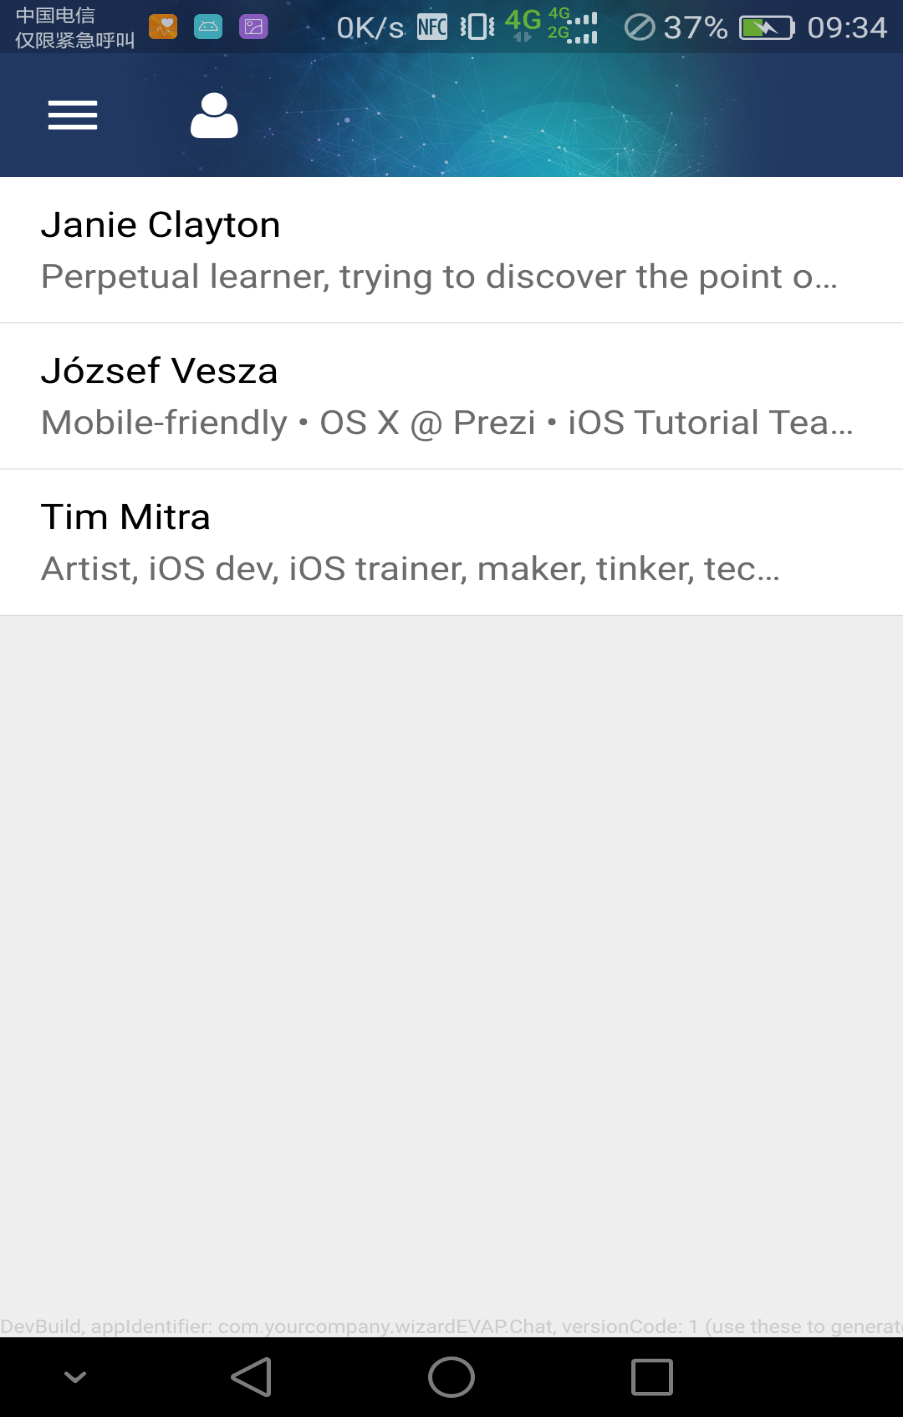 中国电信
仅限紧急呼叫
0K/s NFC 4G 4G 2G 37% 09:34
Janie Clayton
Perpetual learner, trying to discover the point o...
József Vesza
Mobile-friendly • OS X @ Prezi • iOS Tutorial Tea...
Tim Mitra
Artist, iOS dev, iOS trainer, maker, tinker, tec...
DevBuild, appIdentifier: com.yourcompany.wizardEVAP.Chat, versionCode: 1 (use these to generat